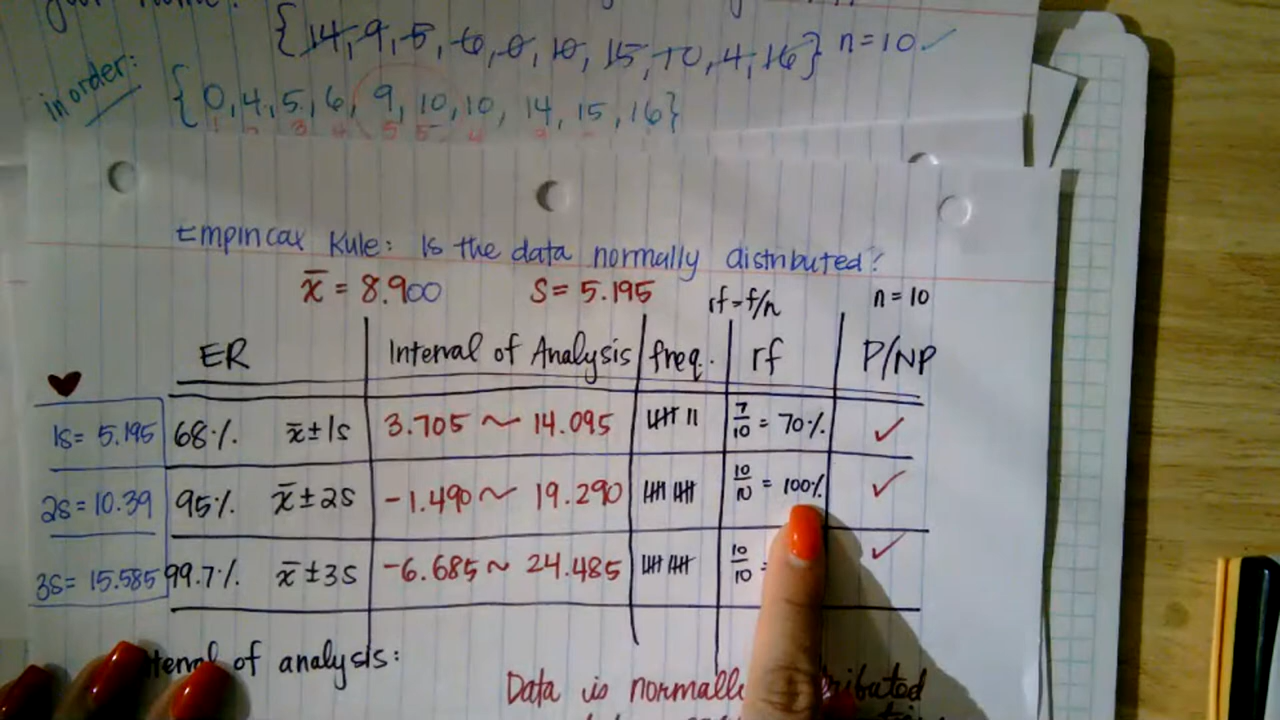 {14, 9, 5, 6, 0, 10, 15, 10, 4, 16} n=10 ✓
in order:
{0, 4, 5, 6, 9, 10, 10, 14, 15, 16}
Empirical Rule: Is the data normally distributed?
x̄ = 8.900 S= 5.195 rf=f/n n=10
ER Interval of Analysis freq. rf P/NP
1s= 5.195 68% x̄±1s 3.705 ~ 14.095 7/10 = 70% ✓
2s= 10.39 95% x̄±2s -1.490 ~ 19.290 10/10 = 100% ✓
3s= 15.585 99.7% x̄±3s -6.685 ~ 24.485 10/10 = ✓
of analysis:
Data is